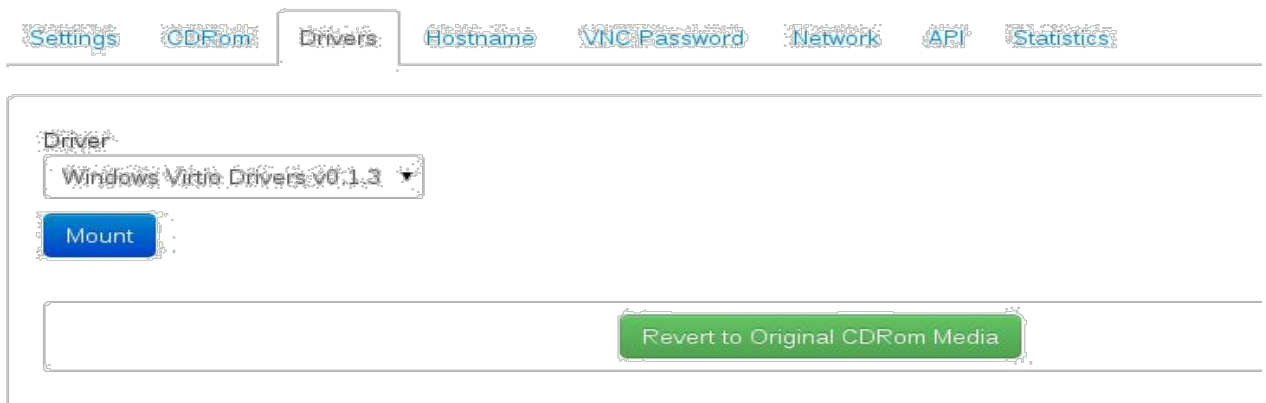 Settings CDRom Drivers Hostname VNC Password Network API Statistics
Driver
Windows Virtio Drivers v0.1.3
Mount
Revert to Original CDRom Media